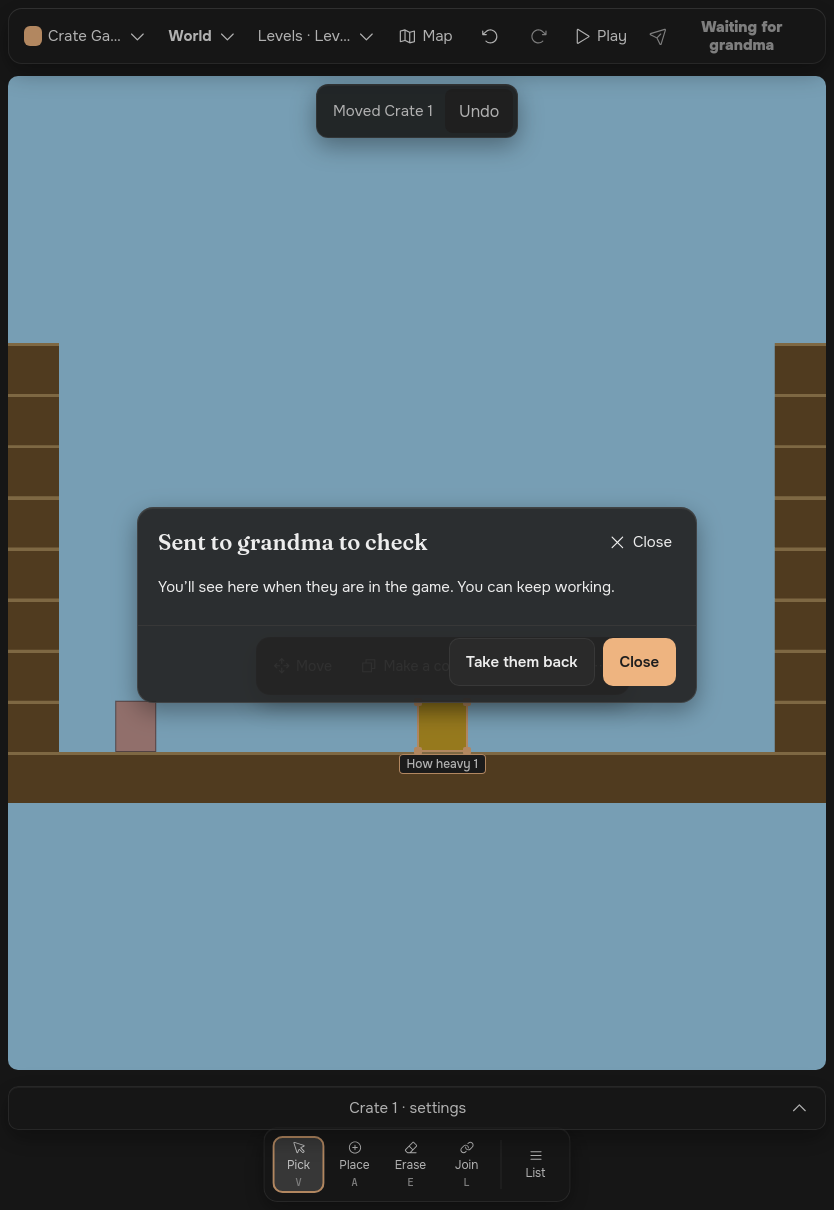 Crate Ga...
World
Levels · Lev...
Map
Play
Waiting for
grandma
Moved Crate 1
Undo
Sent to grandma to check
Close
You'll see here when they are in the game. You can keep working.
Move
Make a co
Take them back
Close
How heavy 1
Crate 1 · settings
Pick
Place
Erase
Join
List
V
A
E
L